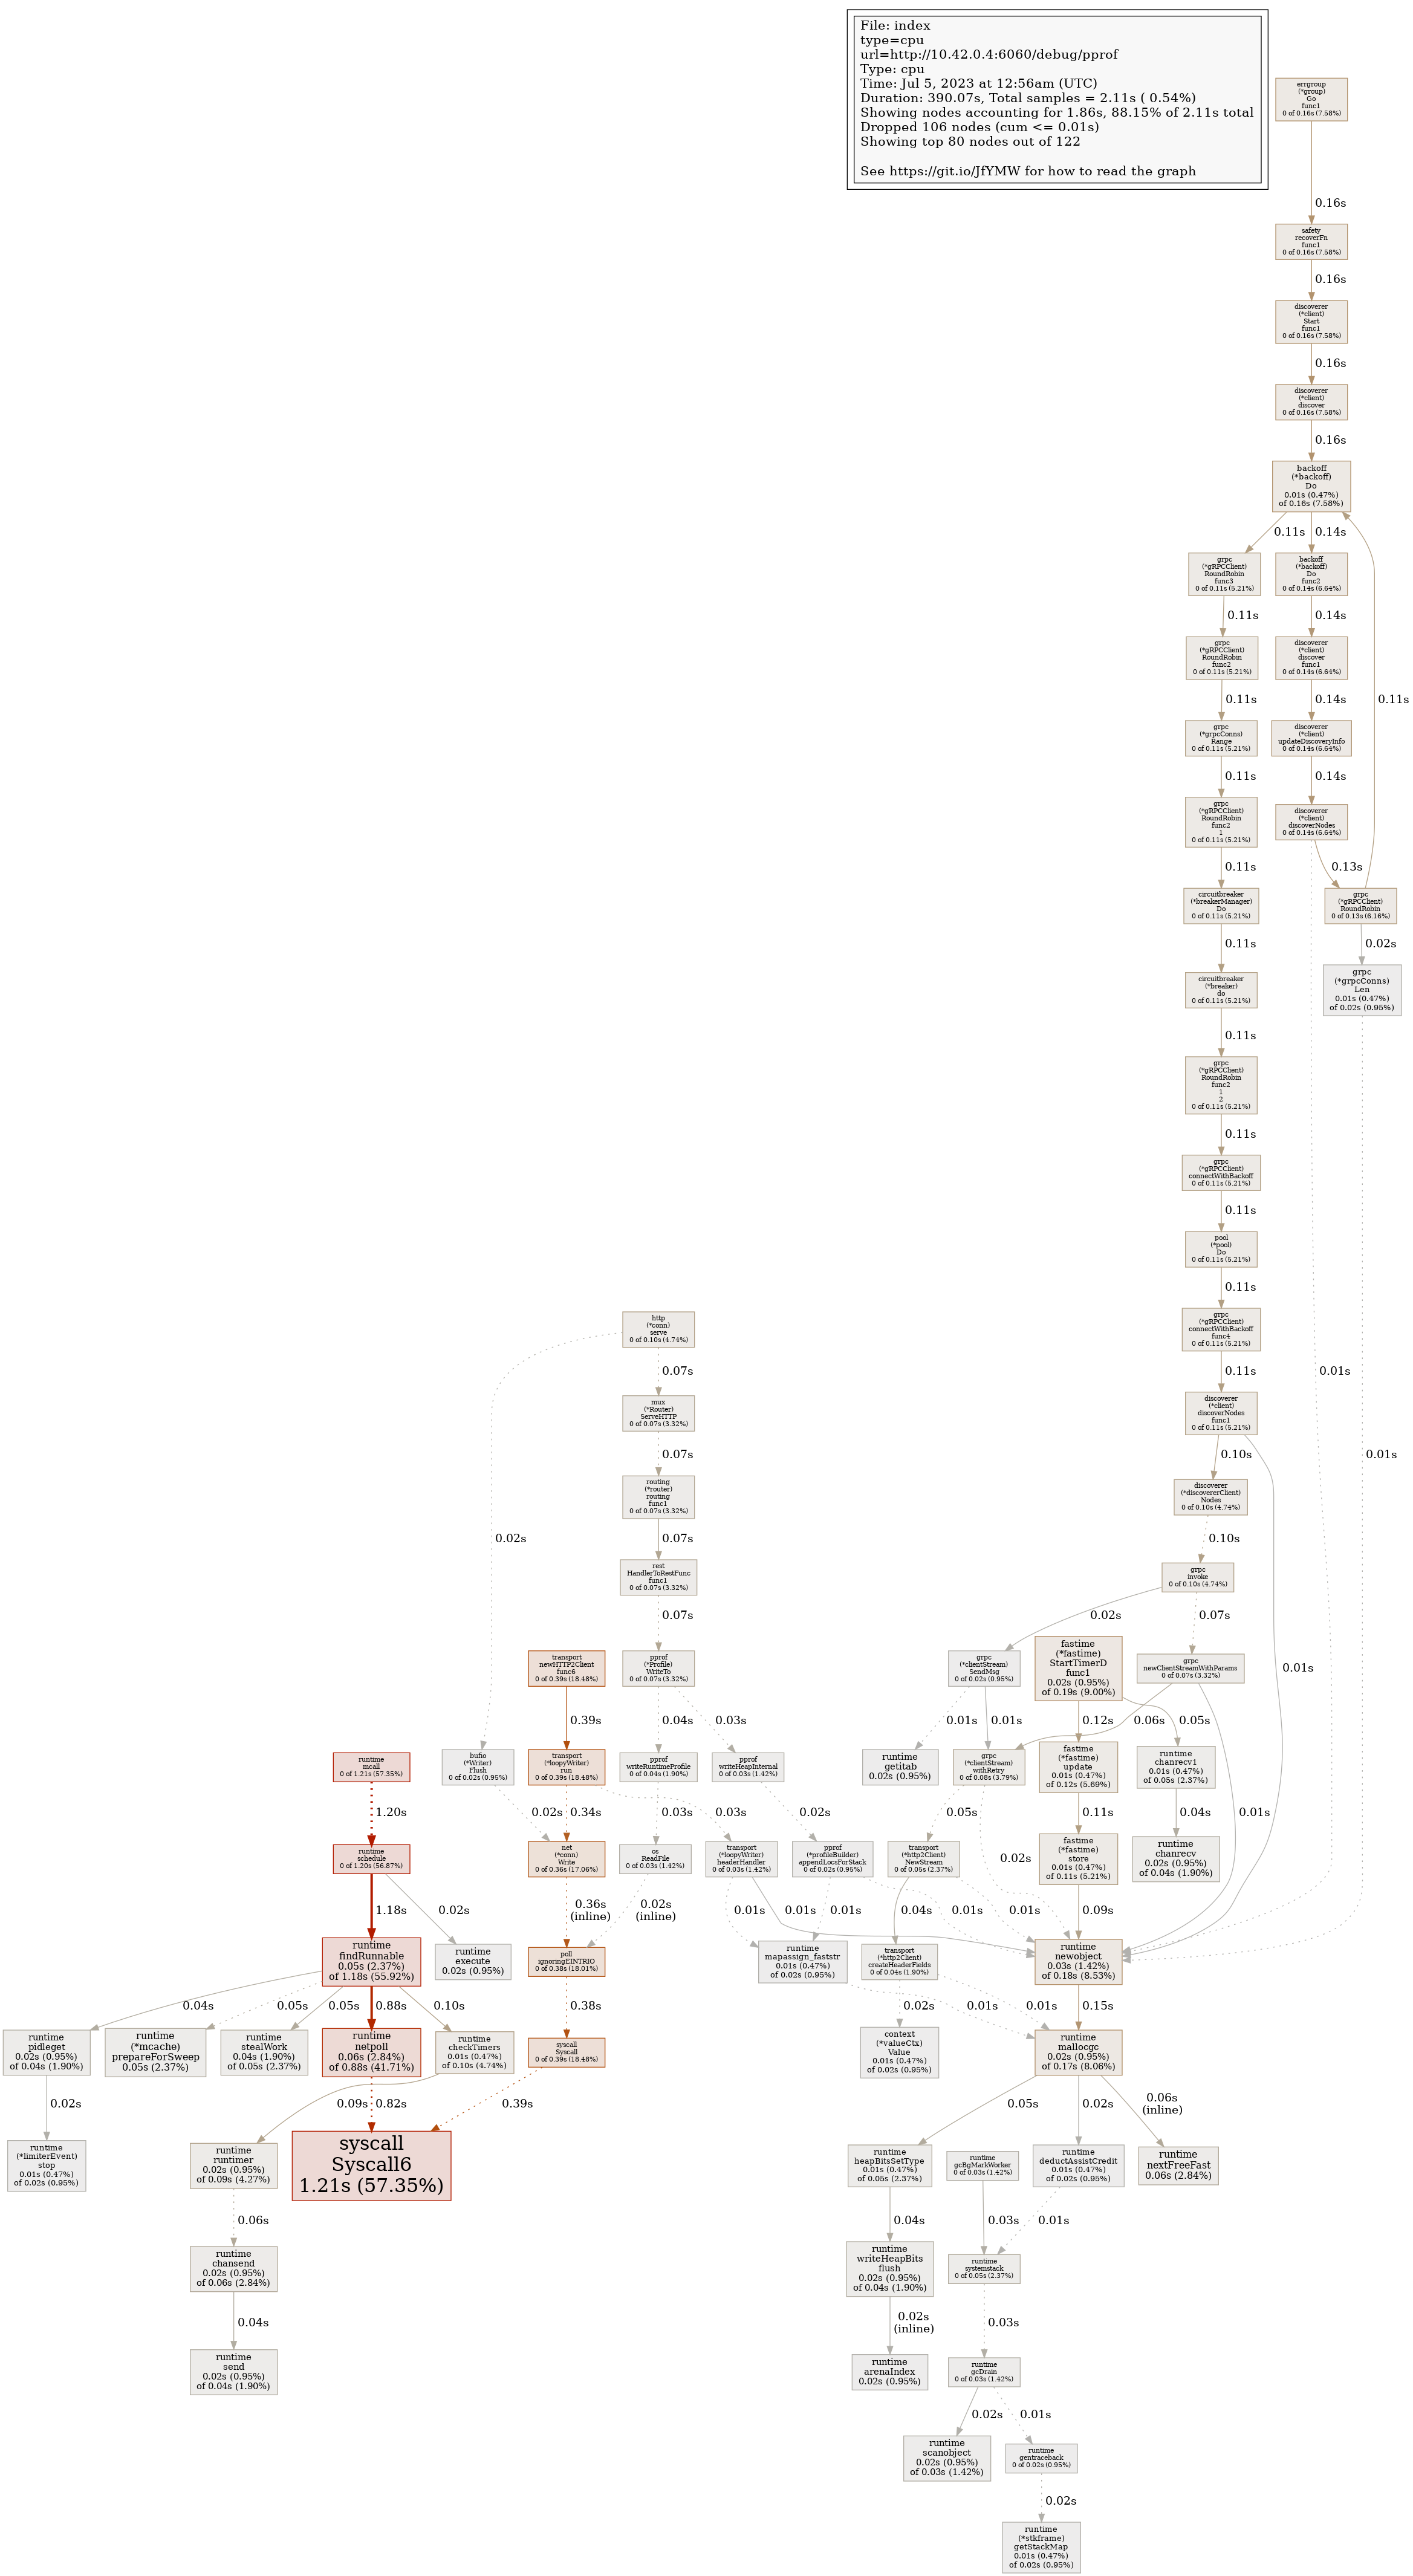 File: index
type=cpu
url=http://10.42.0.4:6060/debug/pprof
Type: cpu
Time: Jul 5, 2023 at 12:56am (UTC)
Duration: 390.07s, Total samples = 2.11s ( 0.54%)
Showing nodes accounting for 1.86s, 88.15% of 2.11s total
Dropped 106 nodes (cum <= 0.01s)
Showing top 80 nodes out of 122
See https://git.io/JfYMW for how to read the graph
errgroup
(*group)
Go
func1
0 of 0.16s (7.58%)
0.16s
safety
recoverFn
func1
0 of 0.16s (7.58%)
0.16s
discoverer
(*client)
Start
func1
0 of 0.16s (7.58%)
0.16s
discoverer
(*client)
discover
0 of 0.16s (7.58%)
0.16s
backoff
(*backoff)
Do
0.01s (0.47%)
of 0.16s (7.58%)
0.11s
0.14s
grpc
(*gRPCClient)
RoundRobin
func3
0 of 0.11s (5.21%)
backoff
(*backoff)
Do
func2
0 of 0.14s (6.64%)
0.11s
0.14s
grpc
(*gRPCClient)
RoundRobin
func2
0 of 0.11s (5.21%)
discoverer
(*client)
discover
func1
0 of 0.14s (6.64%)
0.11s
0.14s
0.11s
grpc
(*grpcConns)
Range
0 of 0.11s (5.21%)
discoverer
(*client)
updateDiscoveryInfo
0 of 0.14s (6.64%)
0.11s
0.14s
grpc
(*gRPCClient)
RoundRobin
func2
1
0 of 0.11s (5.21%)
discoverer
(*client)
discoverNodes
0 of 0.14s (6.64%)
0.11s
0.13s
circuitbreaker
(*breakerManager)
Do
0 of 0.11s (5.21%)
grpc
(*gRPCClient)
RoundRobin
0 of 0.13s (6.16%)
0.11s
0.02s
circuitbreaker
(*breaker)
do
0 of 0.11s (5.21%)
grpc
(*grpcConns)
Len
0.01s (0.47%)
of 0.02s (0.95%)
0.11s
grpc
(*gRPCClient)
RoundRobin
func2
1
2
0 of 0.11s (5.21%)
0.11s
grpc
(*gRPCClient)
connectWithBackoff
0 of 0.11s (5.21%)
0.11s
pool
(*pool)
Do
0 of 0.11s (5.21%)
0.11s
http
(*conn)
serve
0 of 0.10s (4.74%)
grpc
(*gRPCClient)
connectWithBackoff
func4
0 of 0.11s (5.21%)
0.07s
0.11s
0.01s
mux
(*Router)
ServeHTTP
0 of 0.07s (3.32%)
discoverer
(*client)
discoverNodes
func1
0 of 0.11s (5.21%)
0.07s
0.10s
0.01s
routing
(*router)
routing
func1
0 of 0.07s (3.32%)
discoverer
(*discovererClient)
Nodes
0 of 0.10s (4.74%)
0.02s
0.07s
0.10s
rest
HandlerToRestFunc
func1
0 of 0.07s (3.32%)
grpc
invoke
0 of 0.10s (4.74%)
0.07s
0.02s
0.07s
transport
newHTTP2Client
func6
0 of 0.39s (18.48%)
pprof
(*Profile)
WriteTo
0 of 0.07s (3.32%)
grpc
(*clientStream)
SendMsg
0 of 0.02s (0.95%)
fastime
(*fastime)
StartTimerD
func1
0.02s (0.95%)
of 0.19s (9.00%)
grpc
newClientStreamWithParams
0 of 0.07s (3.32%)
0.01s
0.39s
0.04s
0.03s
0.01s
0.01s
0.12s
0.06s
0.05s
runtime
mcall
0 of 1.21s (57.35%)
bufio
(*Writer)
Flush
0 of 0.02s (0.95%)
transport
(*loopyWriter)
run
0 of 0.39s (18.48%)
pprof
writeRuntimeProfile
0 of 0.04s (1.90%)
pprof
writeHeapInternal
0 of 0.03s (1.42%)
runtime
getitab
0.02s (0.95%)
grpc
(*clientStream)
withRetry
0 of 0.08s (3.79%)
fastime
(*fastime)
update
0.01s (0.47%)
of 0.12s (5.69%)
runtime
chanrecv1
0.01s (0.47%)
of 0.05s (2.37%)
1.20s
0.02s
0.34s
0.03s
0.03s
0.02s
0.05s
0.11s
0.04s
0.01s
runtime
schedule
0 of 1.20s (56.87%)
net
(*conn)
Write
0 of 0.36s (17.06%)
os
ReadFile
0 of 0.03s (1.42%)
transport
(*loopyWriter)
headerHandler
0 of 0.03s (1.42%)
pprof
(*profileBuilder)
appendLocsForStack
0 of 0.02s (0.95%)
transport
(*http2Client)
NewStream
0 of 0.05s (2.37%)
0.02s
fastime
(*fastime)
store
0.01s (0.47%)
of 0.11s (5.21%)
runtime
chanrecv
0.02s (0.95%)
of 0.04s (1.90%)
1.18s
0.02s
0.36s
(inline)
0.02s
(inline)
0.01s
0.01s
0.01s
0.01s
0.04s
0.01s
0.09s
runtime
findRunnable
0.05s (2.37%)
of 1.18s (55.92%)
runtime
execute
0.02s (0.95%)
poll
ignoringEINTRIO
0 of 0.38s (18.01%)
runtime
mapassign_faststr
0.01s (0.47%)
of 0.02s (0.95%)
transport
(*http2Client)
createHeaderFields
0 of 0.04s (1.90%)
runtime
newobject
0.03s (1.42%)
of 0.18s (8.53%)
0.04s
0.05s
0.05s
0.88s
0.10s
0.38s
0.02s
0.01s
0.01s
0.15s
runtime
pidleget
0.02s (0.95%)
of 0.04s (1.90%)
runtime
(*mcache)
prepareForSweep
0.05s (2.37%)
runtime
stealWork
0.04s (1.90%)
of 0.05s (2.37%)
runtime
netpoll
0.06s (2.84%)
of 0.88s (41.71%)
runtime
checkTimers
0.01s (0.47%)
of 0.10s (4.74%)
syscall
Syscall
0 of 0.39s (18.48%)
context
(*valueCtx)
Value
0.01s (0.47%)
of 0.02s (0.95%)
runtime
mallocgc
0.02s (0.95%)
of 0.17s (8.06%)
0.02s
0.09s
0.82s
0.39s
0.05s
0.02s
0.06s
(inline)
runtime
(*limiterEvent)
stop
0.01s (0.47%)
of 0.02s (0.95%)
runtime
runtimer
0.02s (0.95%)
of 0.09s (4.27%)
syscall
Syscall6
1.21s (57.35%)
runtime
heapBitsSetType
0.01s (0.47%)
of 0.05s (2.37%)
runtime
gcBgMarkWorker
0 of 0.03s (1.42%)
runtime
deductAssistCredit
0.01s (0.47%)
of 0.02s (0.95%)
runtime
nextFreeFast
0.06s (2.84%)
0.06s
0.04s
0.03s
0.01s
runtime
chansend
0.02s (0.95%)
of 0.06s (2.84%)
runtime
writeHeapBits
flush
0.02s (0.95%)
of 0.04s (1.90%)
runtime
systemstack
0 of 0.05s (2.37%)
0.04s
0.02s
(inline)
0.03s
runtime
send
0.02s (0.95%)
of 0.04s (1.90%)
runtime
arenaIndex
0.02s (0.95%)
runtime
gcDrain
0 of 0.03s (1.42%)
0.02s
0.01s
runtime
scanobject
0.02s (0.95%)
of 0.03s (1.42%)
runtime
gentraceback
0 of 0.02s (0.95%)
0.02s
runtime
(*stkframe)
getStackMap
0.01s (0.47%)
of 0.02s (0.95%)